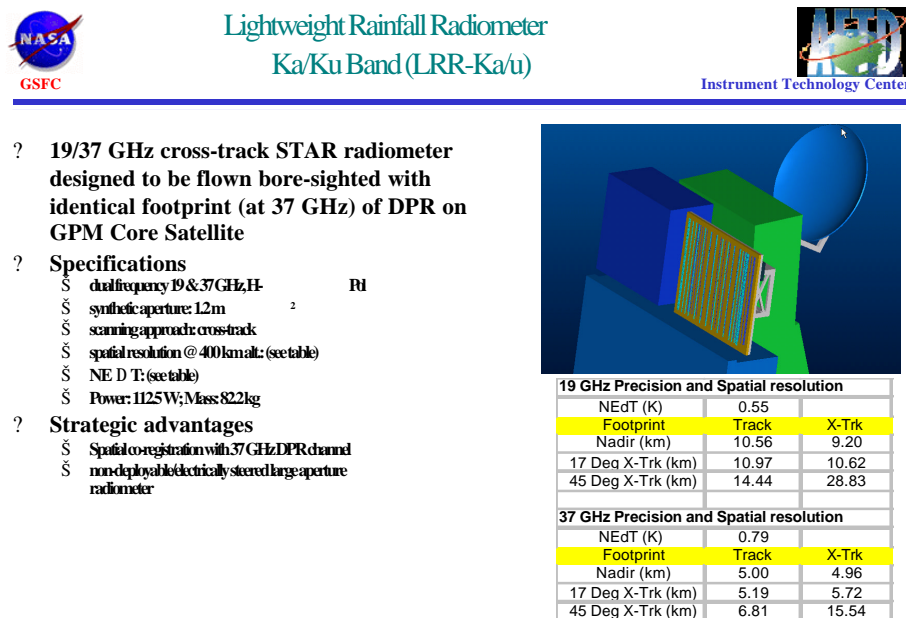 NASA
GSFC
Lightweight Rainfall Radiometer
Ka/Ku Band (LRR-Ka/u)
AETD
Instrument Technology Center
? 19/37 GHz cross-track STAR radiometer
designed to be flown bore-sighted with
identical footprint (at 37 GHz) of DPR on
GPM Core Satellite
? Specifications
Š dual frequency 19 & 37 GHz, H- Pol
Š synthetic aperture: 1.2 m ²
Š scanning approach: cross-track
Š spatial resolution @ 400 km alt.: (see table)
Š NE D T: (see table)
Š Power: 112.5 W; Mass: 82.2 kg
? Strategic advantages
Š Spatial co-registration with 37 GHz DPR channel
Š non-deployable/electrically steered large aperture
radiometer
19 GHz Precision and Spatial resolution
NEdT (K) 0.55
Footprint Track X-Trk
Nadir (km) 10.56 9.20
17 Deg X-Trk (km) 10.97 10.62
45 Deg X-Trk (km) 14.44 28.83
37 GHz Precision and Spatial resolution
NEdT (K) 0.79
Footprint Track X-Trk
Nadir (km) 5.00 4.96
17 Deg X-Trk (km) 5.19 5.72
45 Deg X-Trk (km) 6.81 15.54